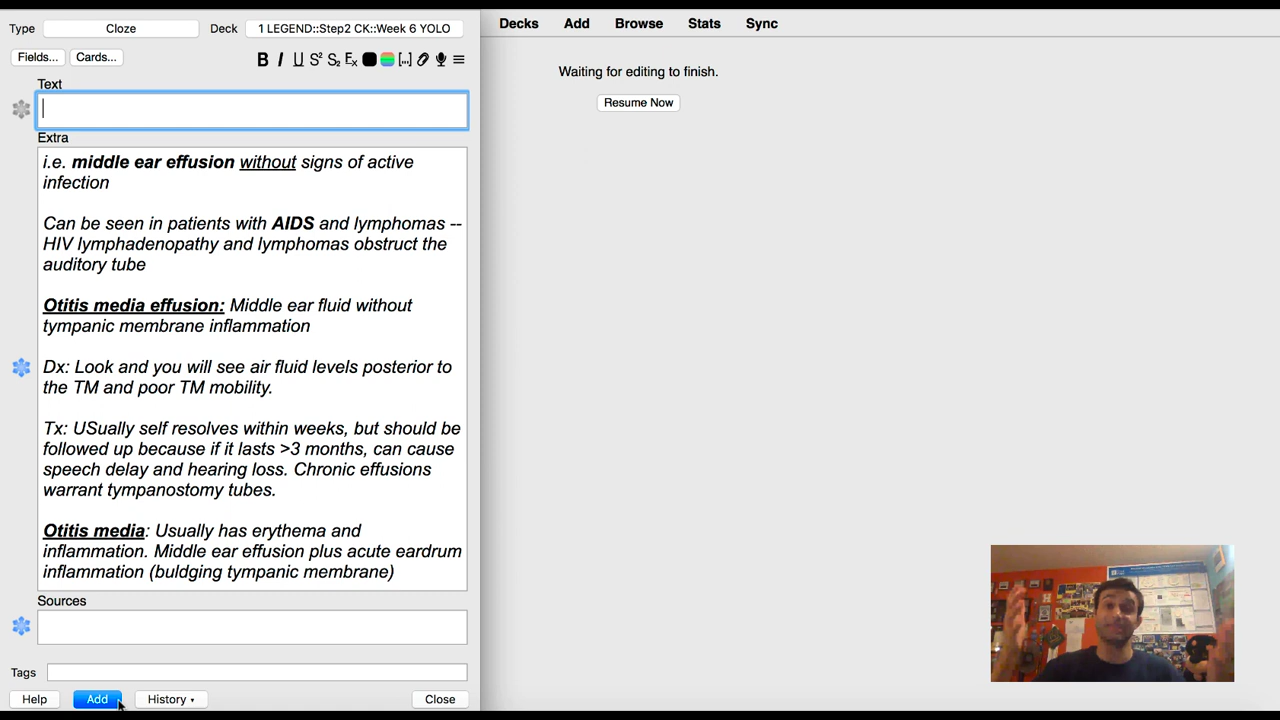 Type Cloze Deck 1 LEGEND::Step2 CK::Week 6 YOLO
Decks Add Browse Stats Sync
Fields... Cards... B I U S² S₂ Ex [...]
Text
Waiting for editing to finish.
Resume Now
Extra
i.e. middle ear effusion without signs of active
infection
Can be seen in patients with AIDS and lymphomas --
HIV lymphadenopathy and lymphomas obstruct the
auditory tube
Otitis media effusion: Middle ear fluid without
tympanic membrane inflammation
Dx: Look and you will see air fluid levels posterior to
the TM and poor TM mobility.
Tx: USually self resolves within weeks, but should be
followed up because if it lasts >3 months, can cause
speech delay and hearing loss. Chronic effusions
warrant tympanostomy tubes.
Otitis media: Usually has erythema and
inflammation. Middle ear effusion plus acute eardrum
inflammation (buldging tympanic membrane)
Sources
Tags
Help Add History Close